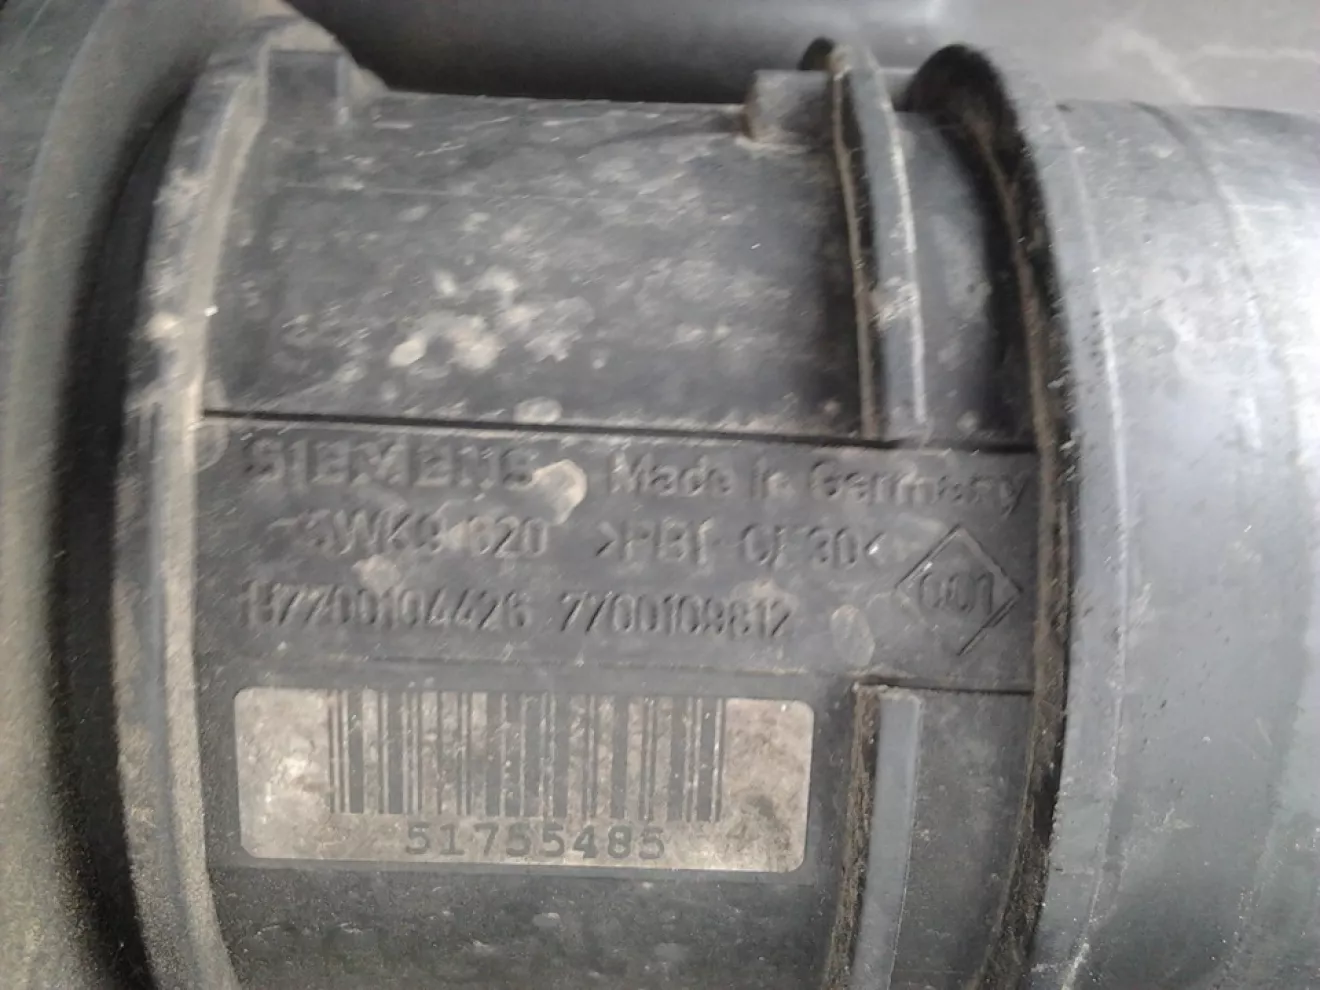 SIEMENS Made in Germany
5WK9 620 >PBT GF30<
H7700104426 7700109812
001
51755485